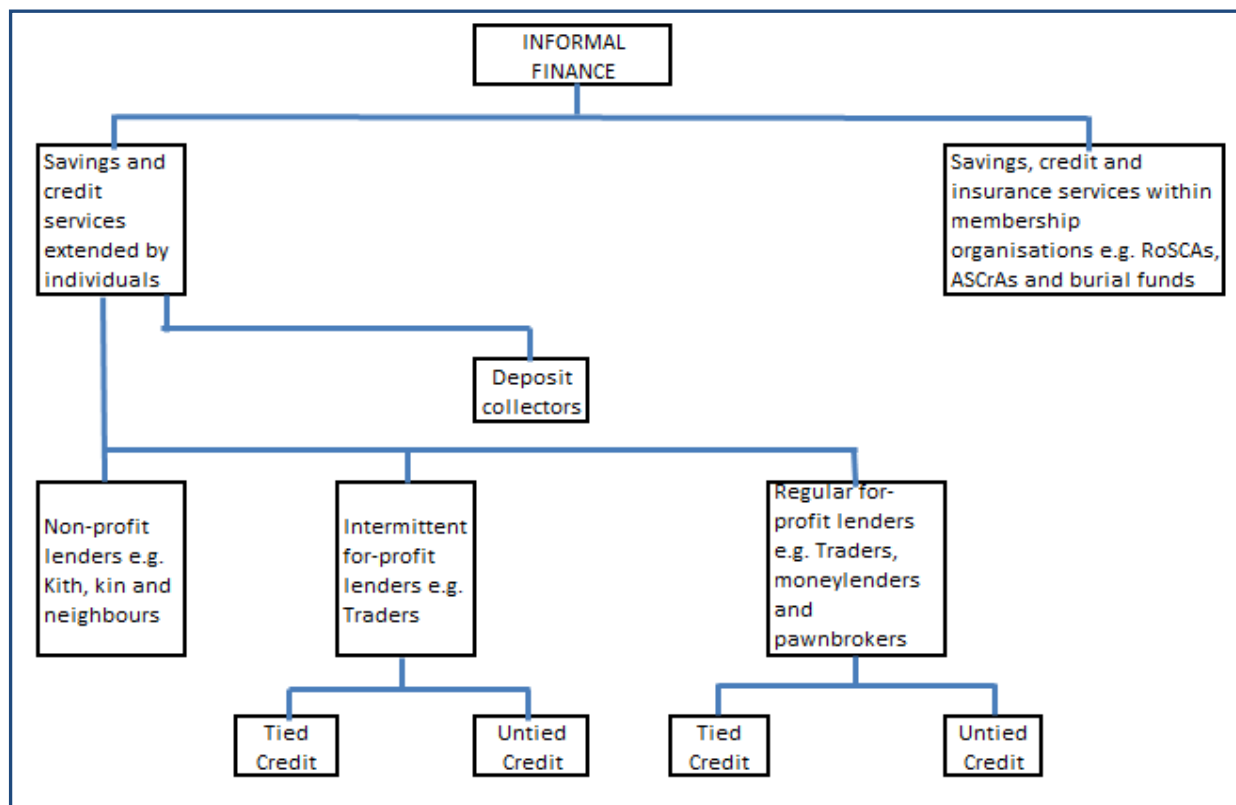 INFORMAL
FINANCE
Savings and
credit
services
extended by
individuals
Savings, credit and
insurance services within
membership
organisations e.g. RoSCAs,
ASCrAs and burial funds
Deposit
collectors
Non-profit
lenders e.g.
Kith, kin and
neighbours
Intermittent
for-profit
lenders e.g.
Traders
Regular for-
profit lenders
e.g. Traders,
moneylenders
and
pawnbrokers
Tied
Credit
Untied
Credit
Tied
Credit
Untied
Credit